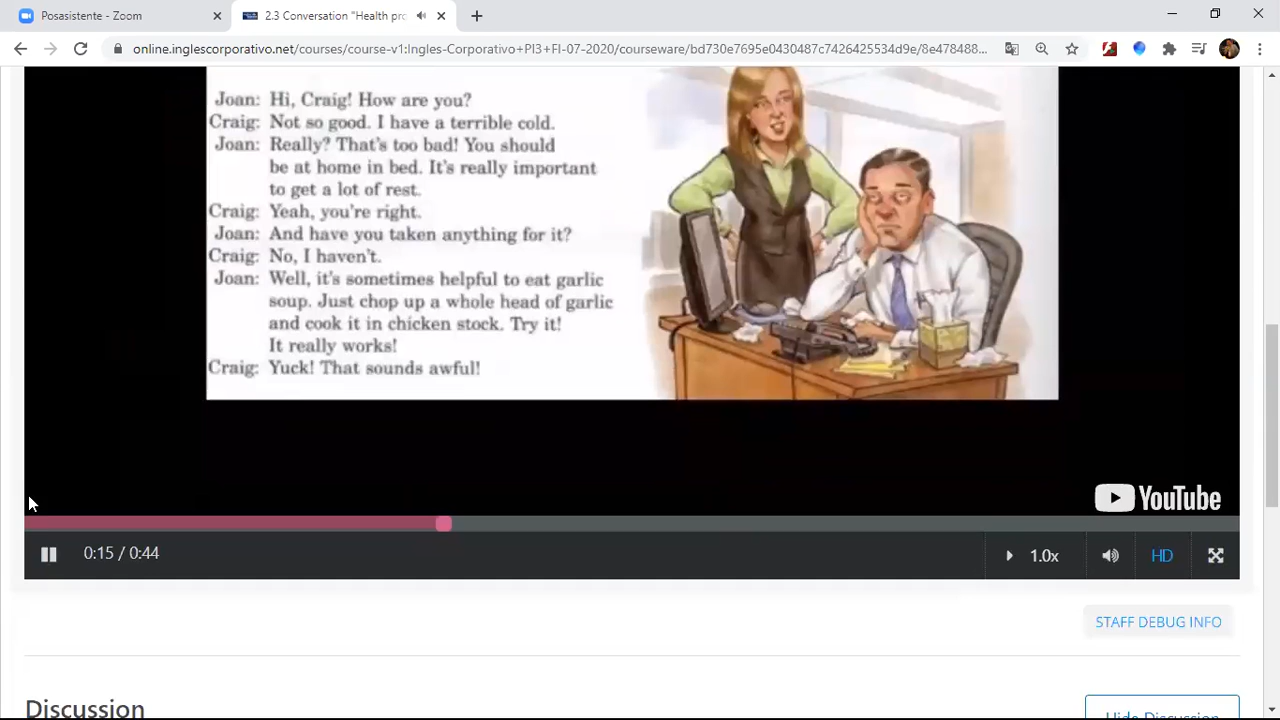 Posasistente - Zoom
2.3 Conversation "Health pro
online.inglescorporativo.net/courses/course-v1:Ingles-Corporativo+PI3+FI-07-2020/courseware/bd730e7695e0430487c7426425534d9e/8e478488...
Joan: Hi, Craig! How are you?
Craig: Not so good. I have a terrible cold.
Joan: Really? That's too bad! You should
be at home in bed. It's really important
to get a lot of rest.
Craig: Yeah, you're right.
Joan: And have you taken anything for it?
Craig: No, I haven't.
Joan: Well, it's sometimes helpful to eat garlic
soup. Just chop up a whole head of garlic
and cook it in chicken stock. Try it!
It really works!
Craig: Yuck! That sounds awful!
YouTube
0:15 / 0:44
1.0x
HD
STAFF DEBUG INFO
Discussion
Hide Discussion